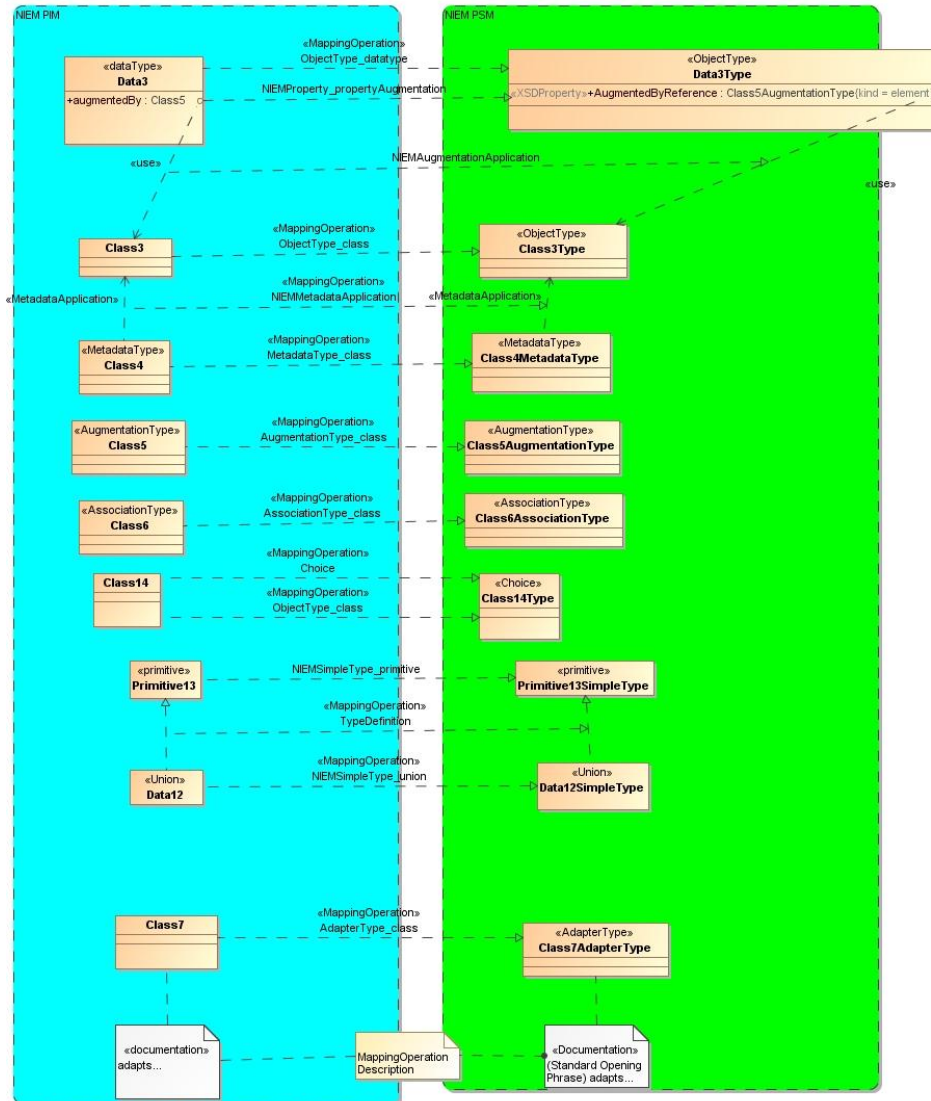 NIEM PIM
NIEM PSM
«MappingOperation»
ObjectType_datatype
«dataType»
Data3
+augmentedBy : Class5
«ObjectType»
Data3Type
«XSDProperty»+AugmentedByReference : Class5AugmentationType{kind = element
NIEMProperty_propertyAugmentation
«use»
NIEMAugmentationApplication
«use»
Class3
«MappingOperation»
ObjectType_class
«ObjectType»
Class3Type
«MetadataApplication»
«MappingOperation»
NIEMMetadataApplication
«MetadataApplication»
«MetadataType»
Class4
«MappingOperation»
MetadataType_class
«MetadataType»
Class4MetadataType
«AugmentationType»
Class5
«MappingOperation»
AugmentationType_class
«AugmentationType»
Class5AugmentationType
«AssociationType»
Class6
«MappingOperation»
AssociationType_class
«AssociationType»
Class6AssociationType
Class14
«MappingOperation»
Choice
«MappingOperation»
ObjectType_class
«Choice»
Class14Type
«primitive»
Primitive13
NIEMSimpleType_primitive
«primitive»
Primitive13SimpleType
«MappingOperation»
TypeDefinition
«Union»
Data12
«MappingOperation»
NIEMSimpleType_union
«Union»
Data12SimpleType
Class7
«MappingOperation»
AdapterType_class
«AdapterType»
Class7AdapterType
«documentation»
adapts...
MappingOperation
Description
«Documentation»
(Standard Opening
Phrase) adapts...